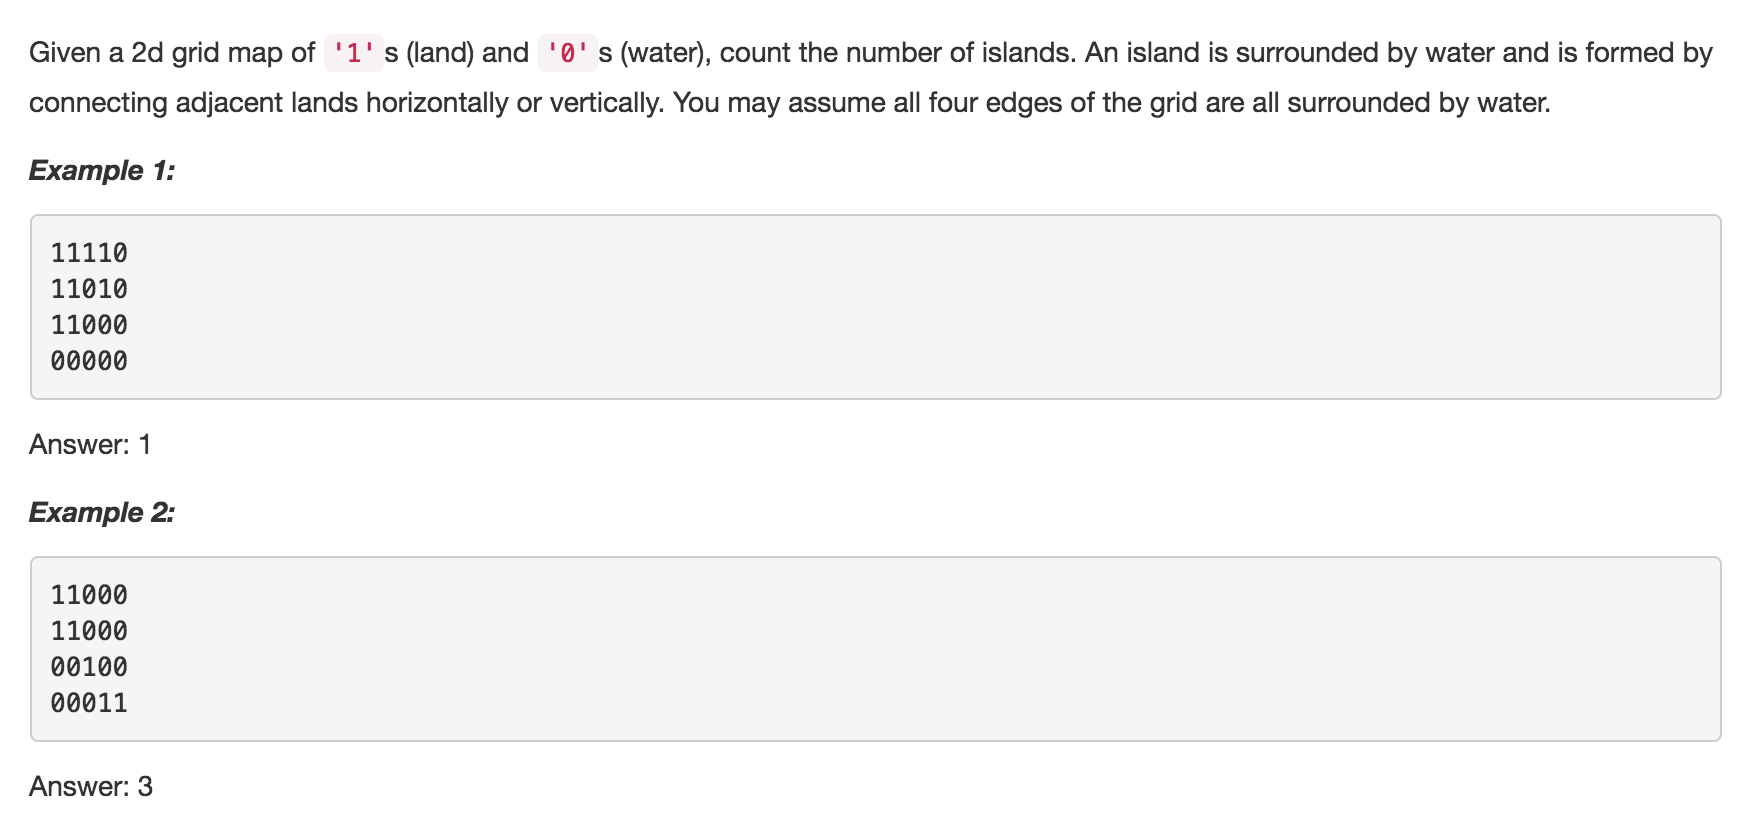 Given a 2d grid map of '1's (land) and '0's (water), count the number of islands. An island is surrounded by water and is formed by
connecting adjacent lands horizontally or vertically. You may assume all four edges of the grid are all surrounded by water.
Example 1:
11110
11010
11000
00000
Answer: 1
Example 2:
11000
11000
00100
00011
Answer: 3